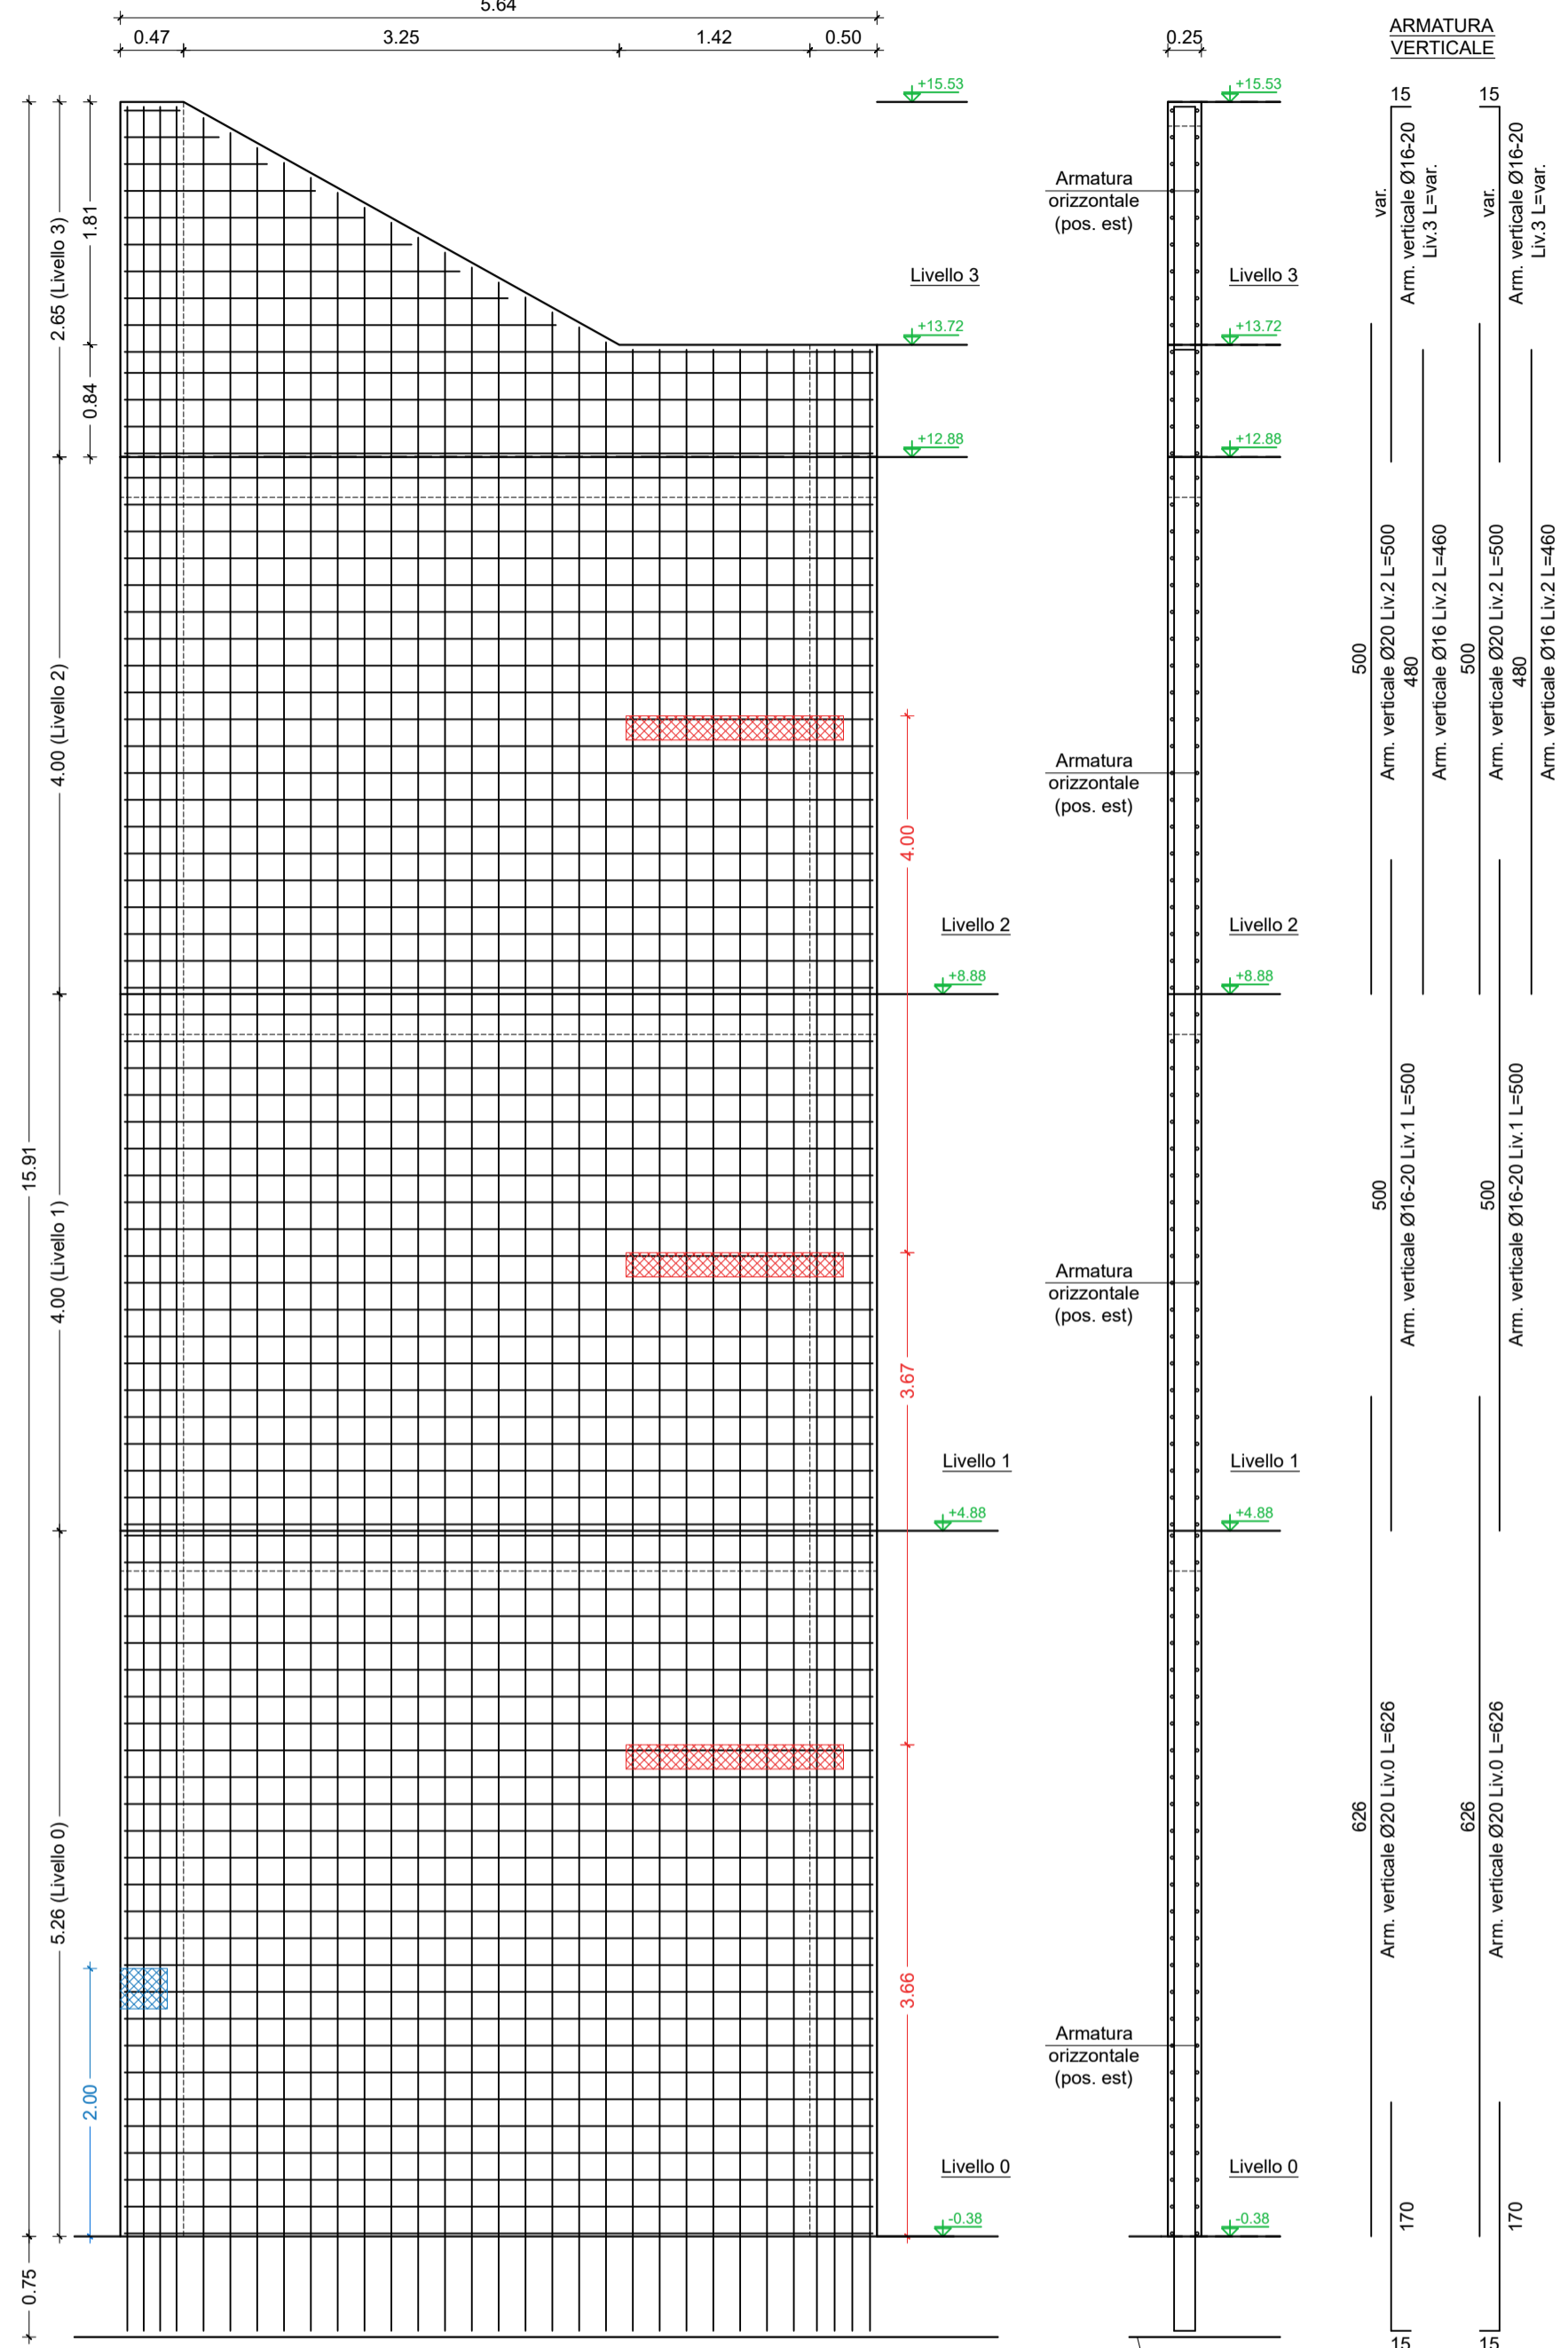 5.64
0.47
3.25
1.42
0.50
0.25
ARMATURA
VERTICALE
+15.53
+15.53
15
15
Armatura
orizzontale
(pos. est)
var.
Arm. verticale Ø16-20
Liv.3 L=var.
var.
Arm. verticale Ø16-20
Liv.3 L=var.
2.65 (Livello 3)
1.81
0.84
Livello 3
Livello 3
+13.72
+13.72
+12.88
+12.88
4.00 (Livello 2)
4.00
Armatura
orizzontale
(pos. est)
500
Arm. verticale Ø20 Liv.2 L=500
480
Arm. verticale Ø16 Liv.2 L=460
500
Arm. verticale Ø20 Liv.2 L=500
480
Arm. verticale Ø16 Liv.2 L=460
Livello 2
Livello 2
+8.88
+8.88
15.91
4.00 (Livello 1)
3.67
Armatura
orizzontale
(pos. est)
500
Arm. verticale Ø16-20 Liv.1 L=500
500
Arm. verticale Ø16-20 Liv.1 L=500
Livello 1
Livello 1
+4.88
+4.88
5.26 (Livello 0)
2.00
3.66
626
Arm. verticale Ø20 Liv.0 L=626
626
Arm. verticale Ø20 Liv.0 L=626
Armatura
orizzontale
(pos. est)
Livello 0
Livello 0
-0.38
-0.38
170
170
0.75
15
15